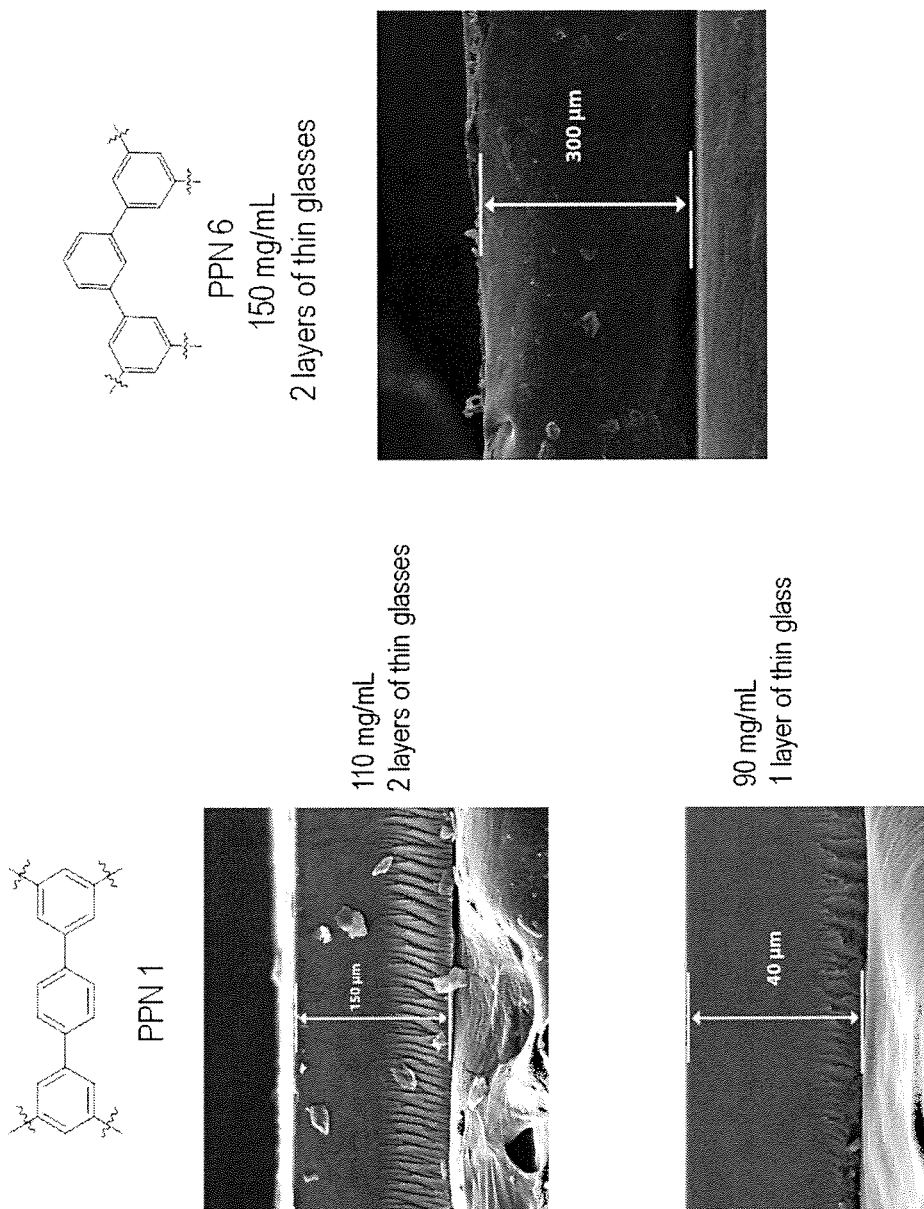 PPN 1
150 µm
110 mg/mL
2 layers of thin glasses
40 µm
90 mg/mL
1 layer of thin glass
PPN 6
150 mg/mL
2 layers of thin glasses
300 µm